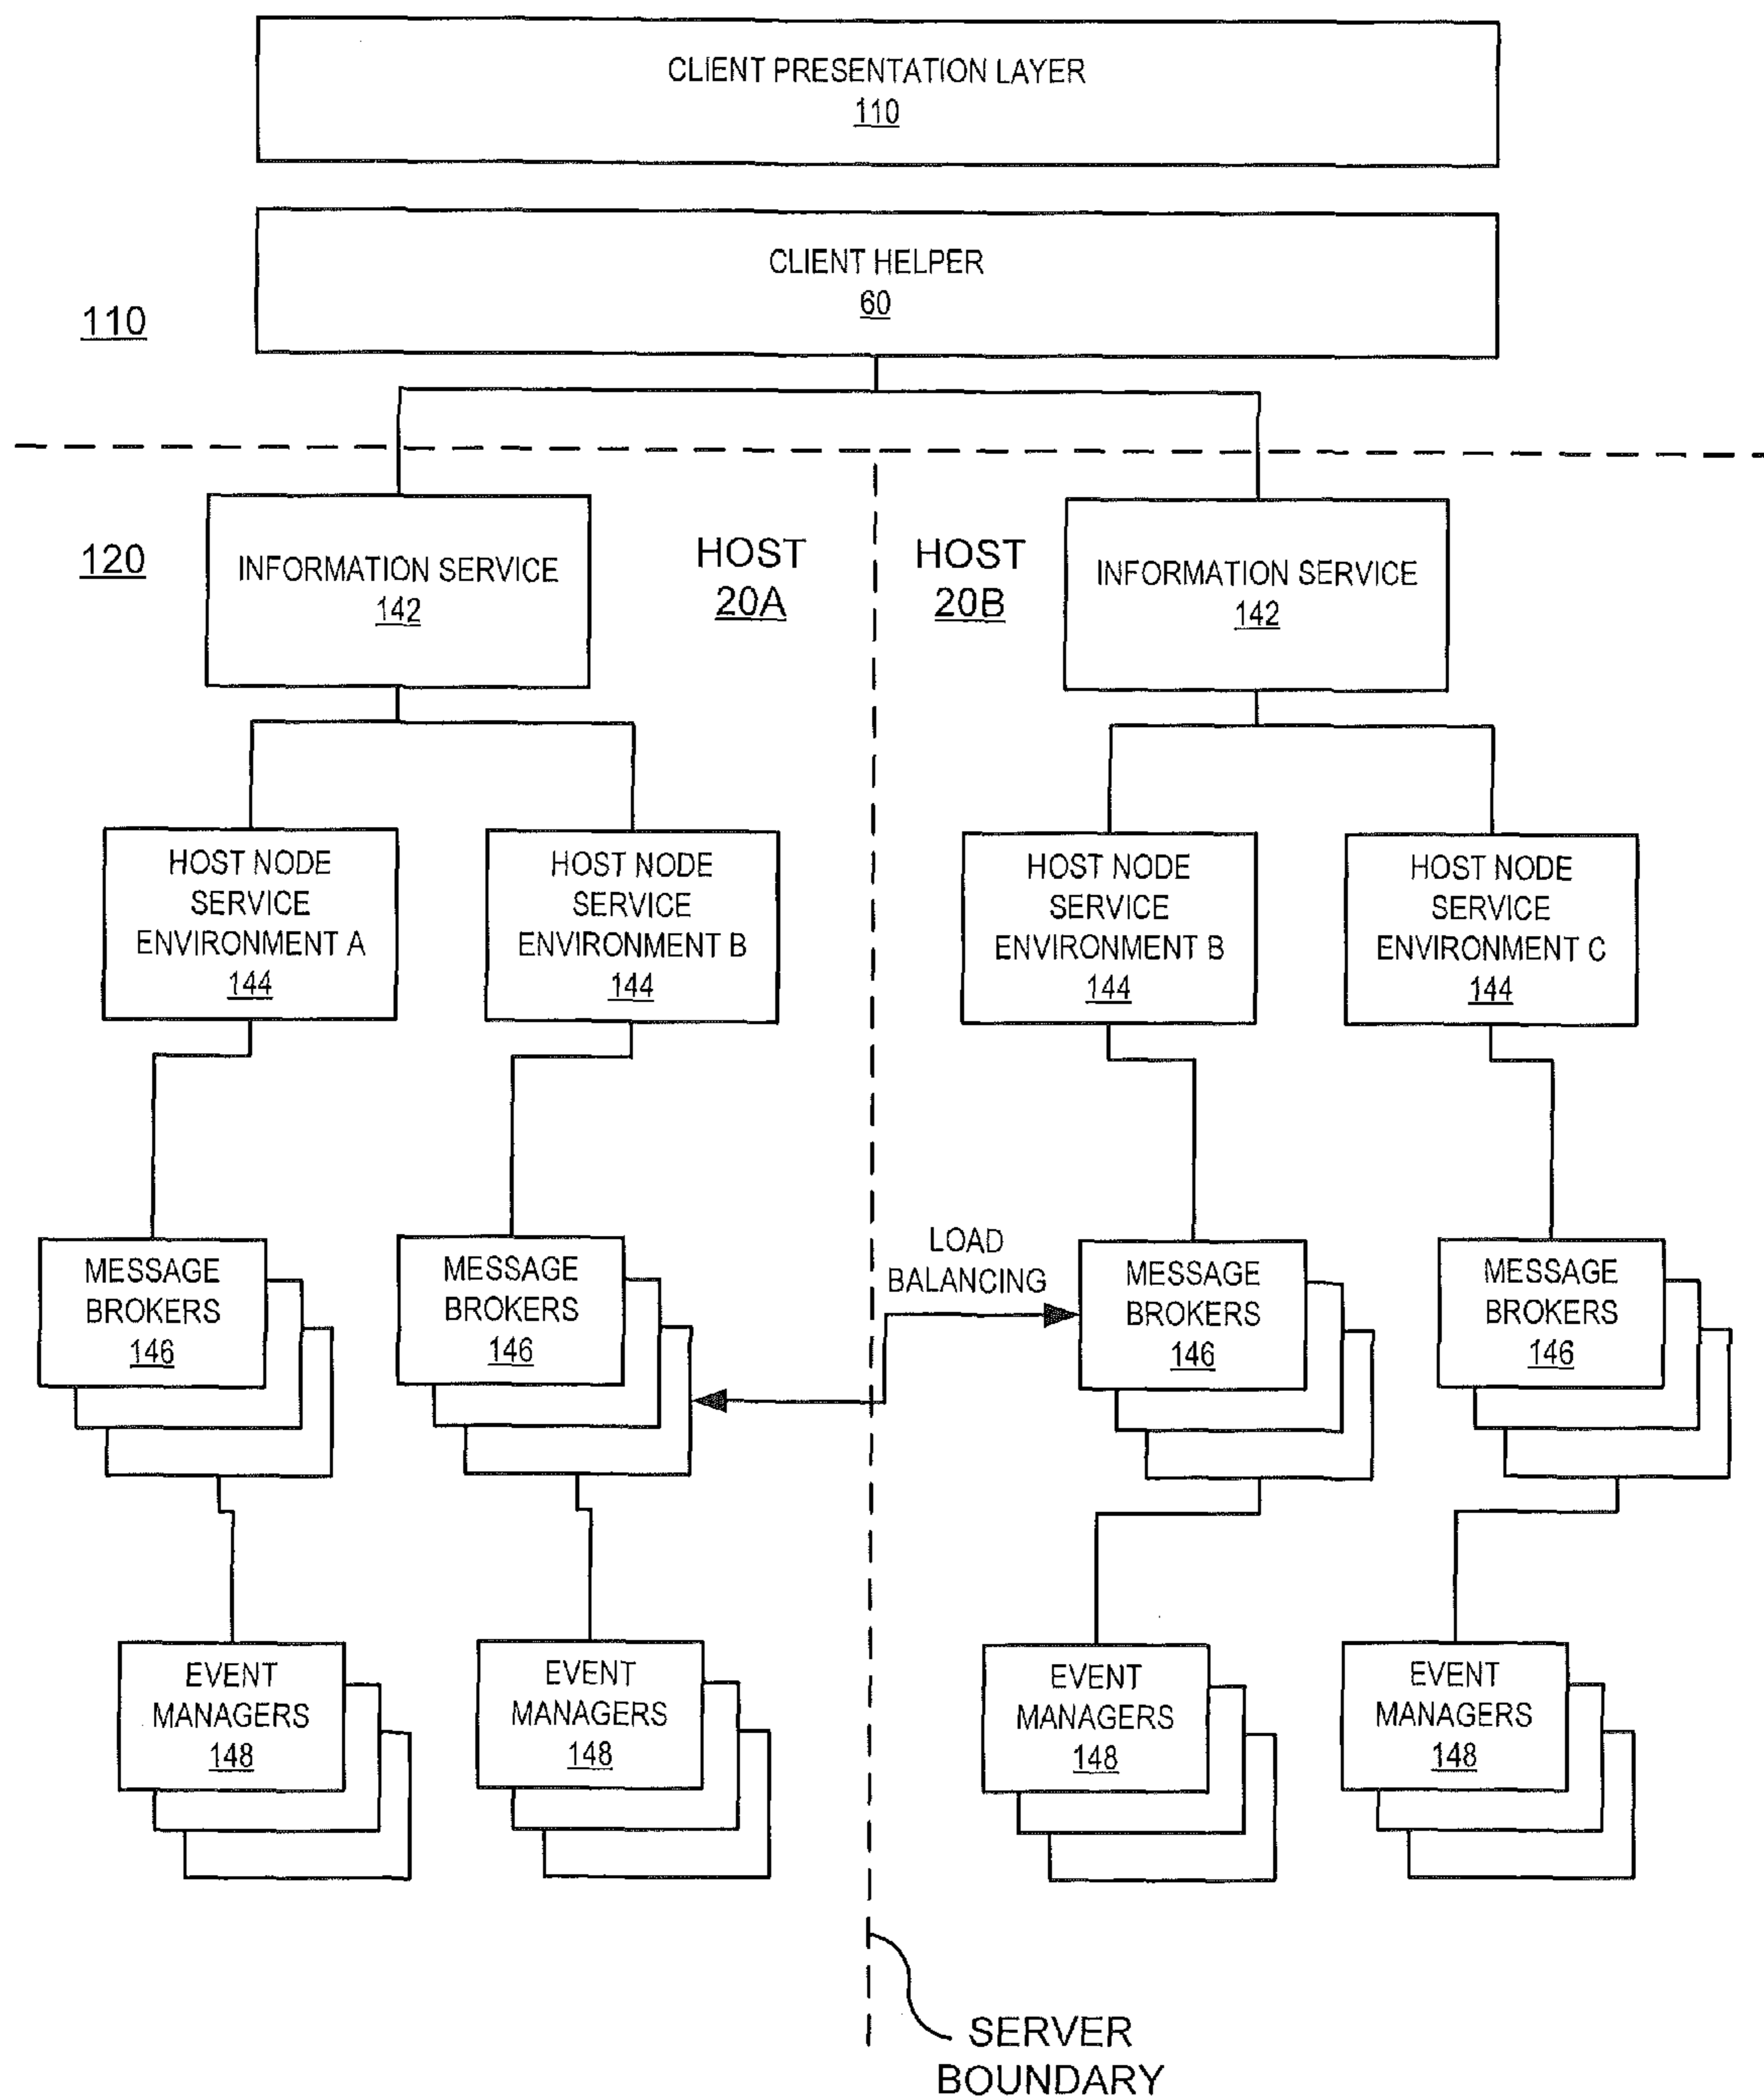 CLIENT PRESENTATION LAYER
110
CLIENT HELPER
60
110
120
INFORMATION SERVICE
142
HOST
20A
HOST
20B
INFORMATION SERVICE
142
HOST NODE
SERVICE
ENVIRONMENT A
144
HOST NODE
SERVICE
ENVIRONMENT B
144
HOST NODE
SERVICE
ENVIRONMENT B
144
HOST NODE
SERVICE
ENVIRONMENT C
144
MESSAGE
BROKERS
146
MESSAGE
BROKERS
146
LOAD
BALANCING
MESSAGE
BROKERS
146
MESSAGE
BROKERS
146
EVENT
MANAGERS
148
EVENT
MANAGERS
148
EVENT
MANAGERS
148
EVENT
MANAGERS
148
SERVER
BOUNDARY